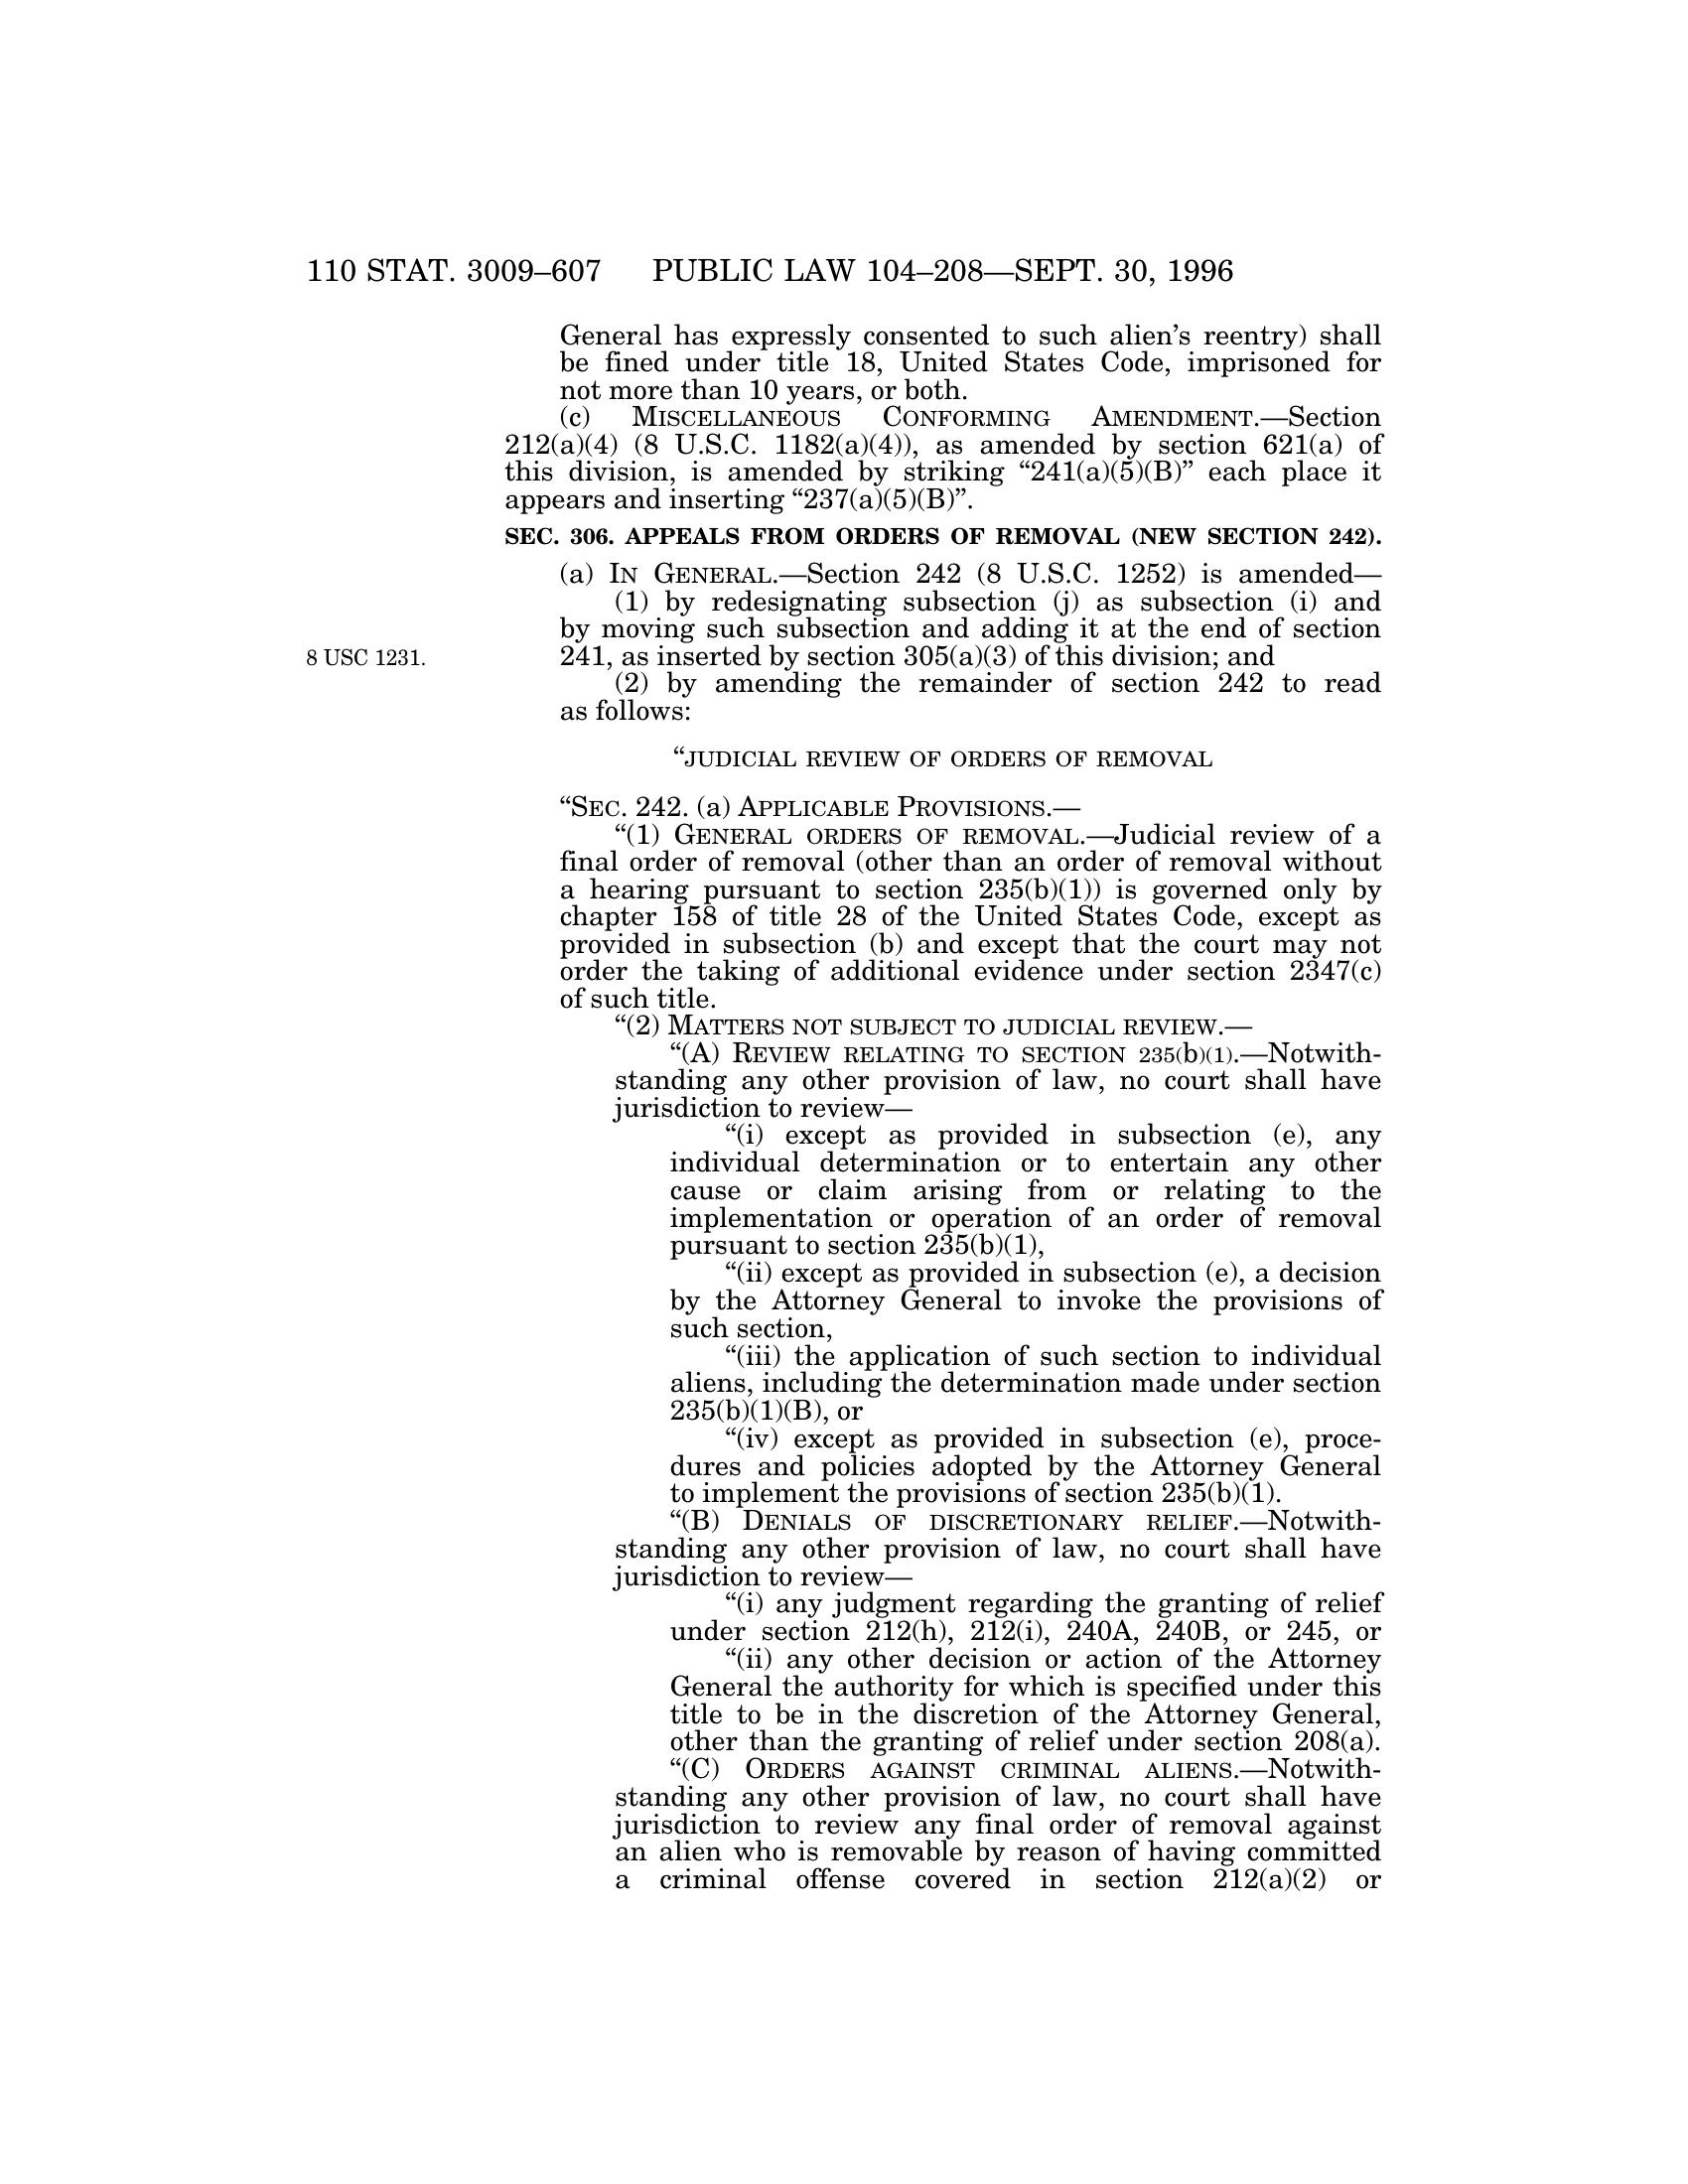 110 STAT. 3009–607 PUBLIC LAW 104–208—SEPT. 30, 1996
General has expressly consented to such alien’s reentry) shall
be fined under title 18, United States Code, imprisoned for
not more than 10 years, or both.
(c) MISCELLANEOUS CONFORMING AMENDMENT.—Section
212(a)(4) (8 U.S.C. 1182(a)(4)), as amended by section 621(a) of
this division, is amended by striking “241(a)(5)(B)” each place it
appears and inserting “237(a)(5)(B)”.
SEC. 306. APPEALS FROM ORDERS OF REMOVAL (NEW SECTION 242).
(a) IN GENERAL.—Section 242 (8 U.S.C. 1252) is amended—
(1) by redesignating subsection (j) as subsection (i) and
by moving such subsection and adding it at the end of section
8 USC 1231.
241, as inserted by section 305(a)(3) of this division; and
(2) by amending the remainder of section 242 to read
as follows:
“JUDICIAL REVIEW OF ORDERS OF REMOVAL
“SEC. 242. (a) APPLICABLE PROVISIONS.—
“(1) GENERAL ORDERS OF REMOVAL.—Judicial review of a
final order of removal (other than an order of removal without
a hearing pursuant to section 235(b)(1)) is governed only by
chapter 158 of title 28 of the United States Code, except as
provided in subsection (b) and except that the court may not
order the taking of additional evidence under section 2347(c)
of such title.
“(2) MATTERS NOT SUBJECT TO JUDICIAL REVIEW.—
“(A) REVIEW RELATING TO SECTION 235(b)(1).—Notwith-
standing any other provision of law, no court shall have
jurisdiction to review—
“(i) except as provided in subsection (e), any
individual determination or to entertain any other
cause or claim arising from or relating to the
implementation or operation of an order of removal
pursuant to section 235(b)(1),
“(ii) except as provided in subsection (e), a decision
by the Attorney General to invoke the provisions of
such section,
“(iii) the application of such section to individual
aliens, including the determination made under section
235(b)(1)(B), or
“(iv) except as provided in subsection (e), proce-
dures and policies adopted by the Attorney General
to implement the provisions of section 235(b)(1).
“(B) DENIALS OF DISCRETIONARY RELIEF.—Notwith-
standing any other provision of law, no court shall have
jurisdiction to review—
“(i) any judgment regarding the granting of relief
under section 212(h), 212(i), 240A, 240B, or 245, or
“(ii) any other decision or action of the Attorney
General the authority for which is specified under this
title to be in the discretion of the Attorney General,
other than the granting of relief under section 208(a).
“(C) ORDERS AGAINST CRIMINAL ALIENS.—Notwith-
standing any other provision of law, no court shall have
jurisdiction to review any final order of removal against
an alien who is removable by reason of having committed
a criminal offense covered in section 212(a)(2) or